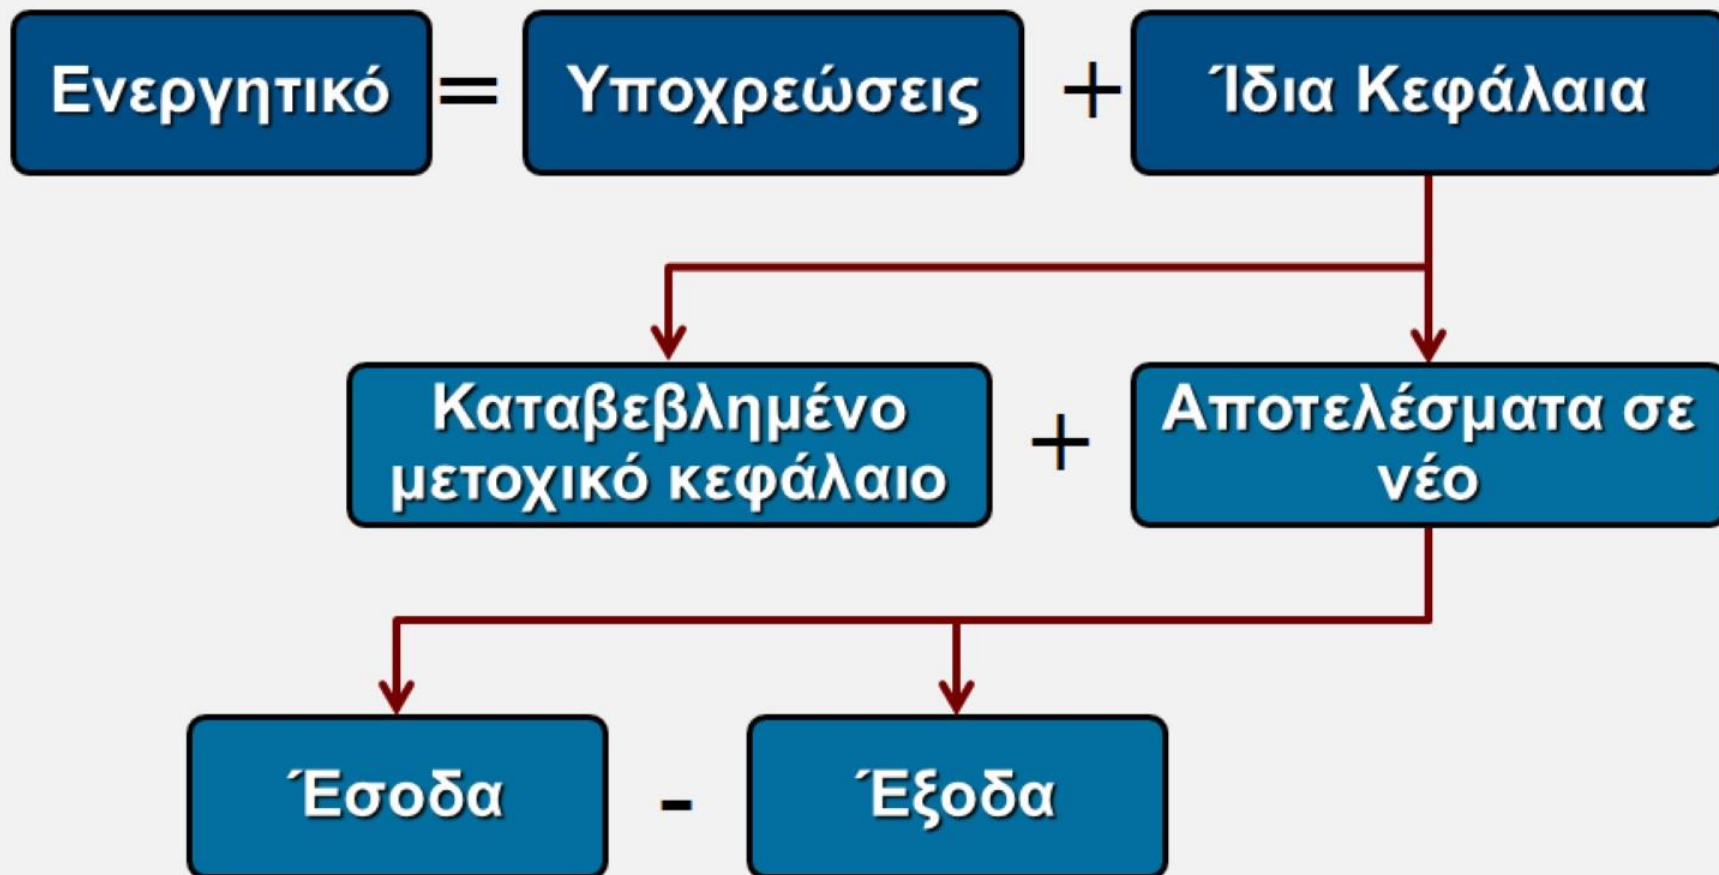 Ενεργητικό = Υποχρεώσεις + Ίδια Κεφάλαια
Καταβεβλημένο
μετοχικό κεφάλαιο
+
Αποτελέσματα σε
νέο
Έσοδα - Έξοδα